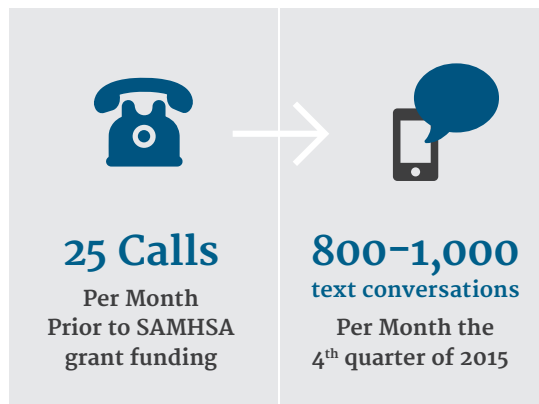 25 Calls
Per Month
Prior to SAMHSA
grant funding
800–1,000
text conversations
Per Month the
4th quarter of 2015